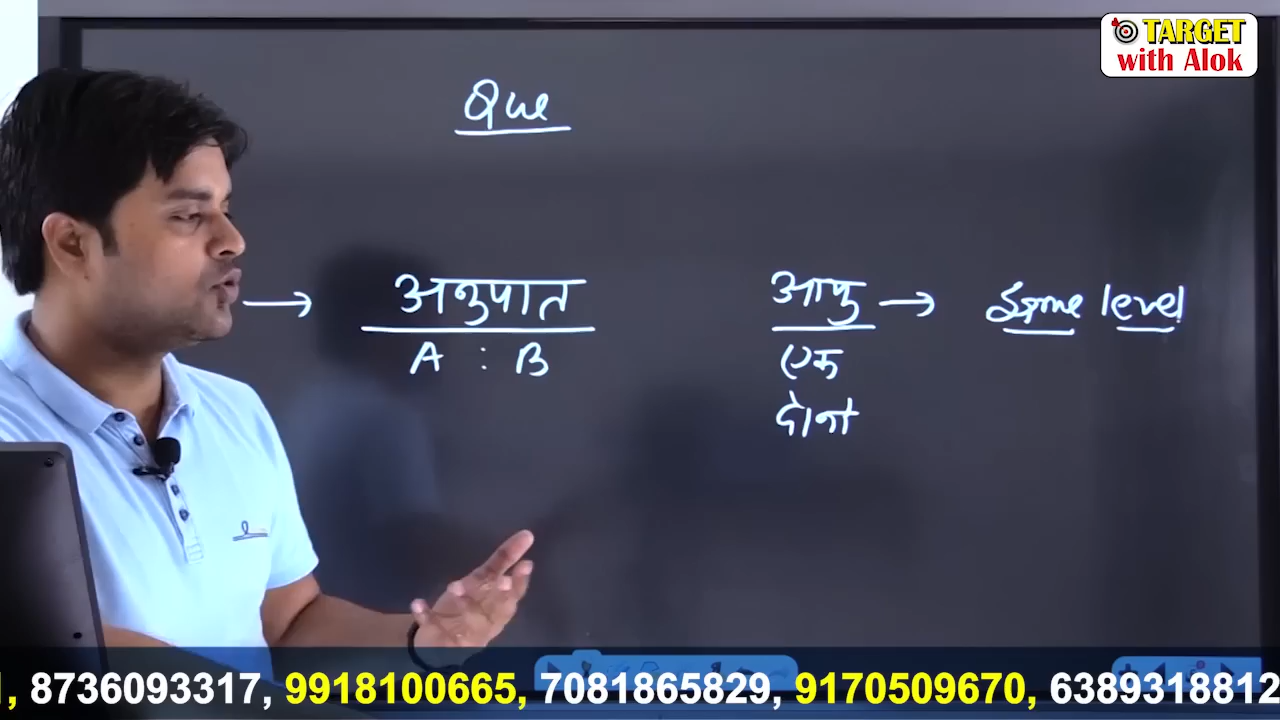 TARGET
with Alok
Que
→ अनुपात
A : B
आयु → Same level
एक
दोनो
8736093317, 9918100665, 7081865829, 9170509670, 6389318812